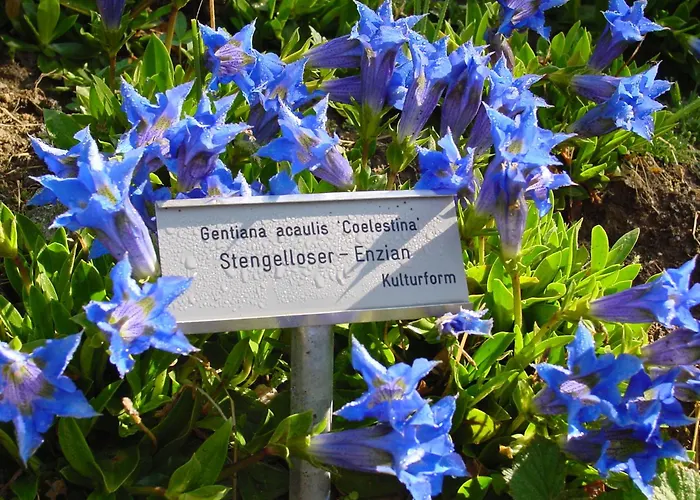 Gentiana acaulis 'Coelestina'
Stengelloser – Enzian
Kulturform